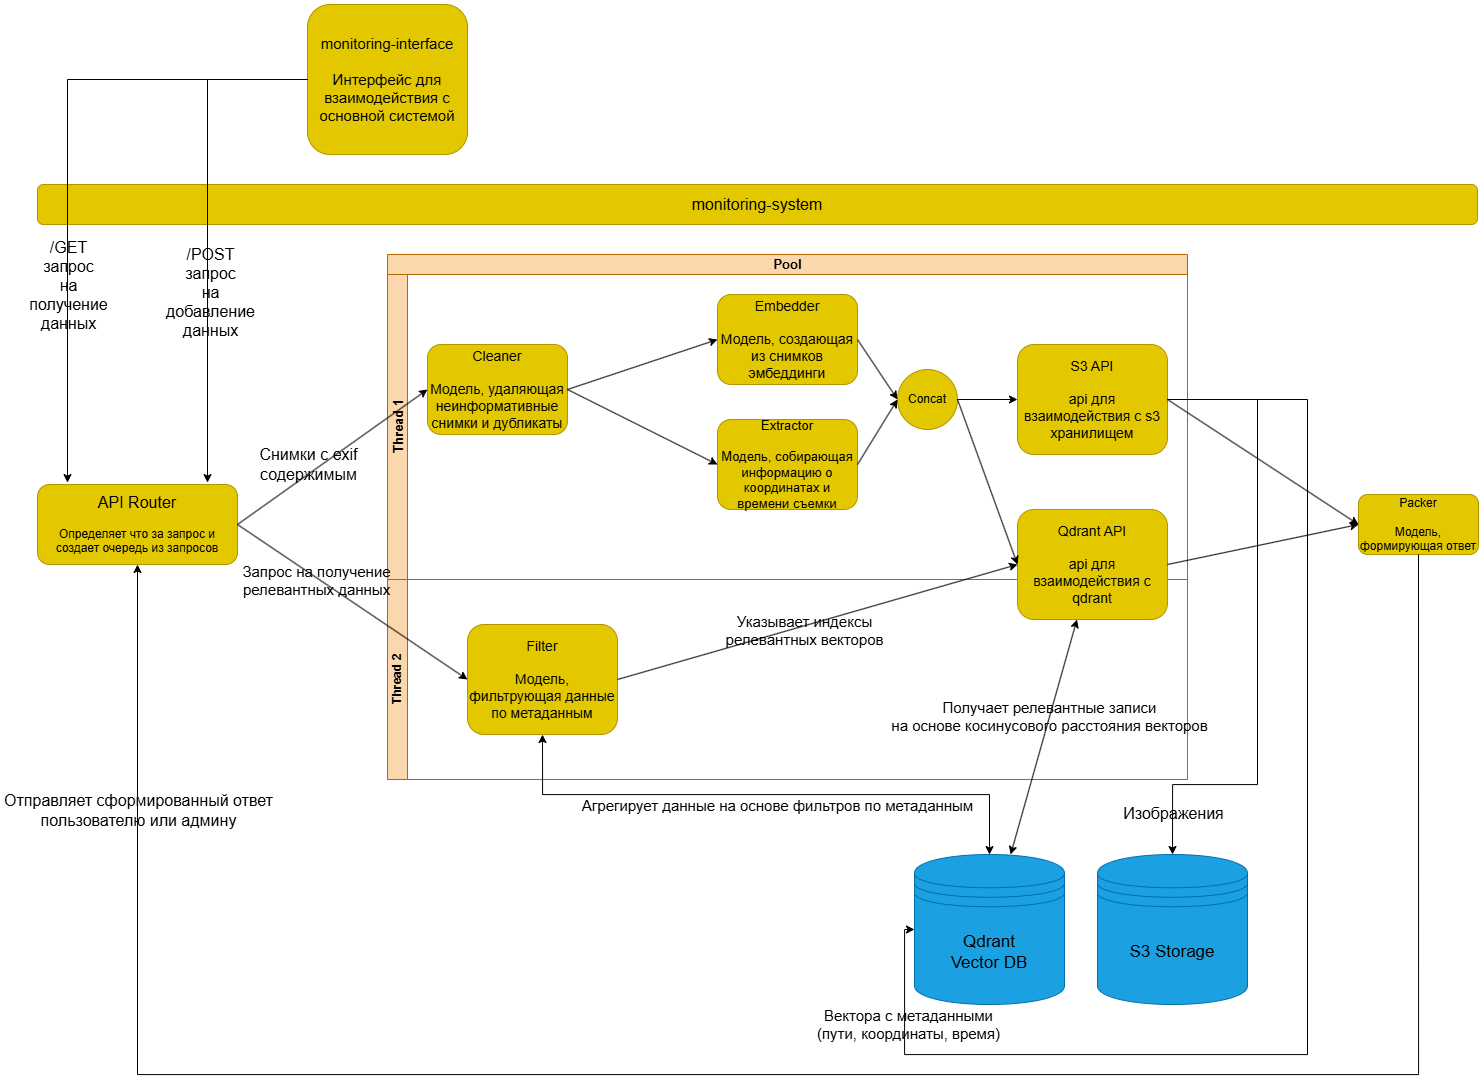 monitoring-interface
Интерфейс для
взаимодействия с
основной системой
monitoring-system
/GET
запрос
на
получение
данных
/POST
запрос
на
добавление
данных
Pool
Thread 1
Cleaner
Модель, удаляющая
неинформативные
снимки и дубликаты
Embedder
Модель, создающая
из снимков
эмбеддинги
Extractor
Модель, собирающая
информацию о
координатах и
времени съемки
Concat
S3 API
api для
взаимодействия с s3
хранилищем
Снимки с exif
содержимым
API Router
Определяет что за запрос и
создает очередь из запросов
Запрос на получение
релевантных данных
Qdrant API
api для
взаимодействия с
qdrant
Packer
Модель,
формирующая ответ
Thread 2
Filter
Модель,
фильтрующая данные
по метаданным
Указывает индексы
релевантных векторов
Получает релевантные записи
на основе косинусового расстояния векторов
Отправляет сформированный ответ
пользователю или админу
Агрегирует данные на основе фильтров по метаданным
Изображения
Qdrant
Vector DB
S3 Storage
Вектора с метаданными
(пути, координаты, время)